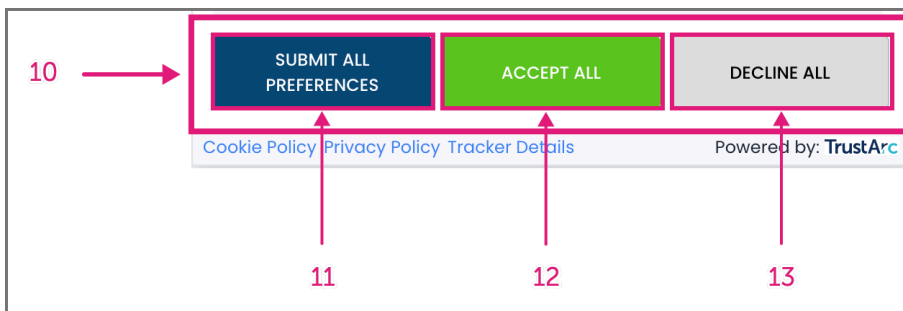 10
SUBMIT ALL
PREFERENCES
ACCEPT ALL
DECLINE ALL
Cookie Policy Privacy Policy Tracker Details
Powered by: TrustArc
11
12
13